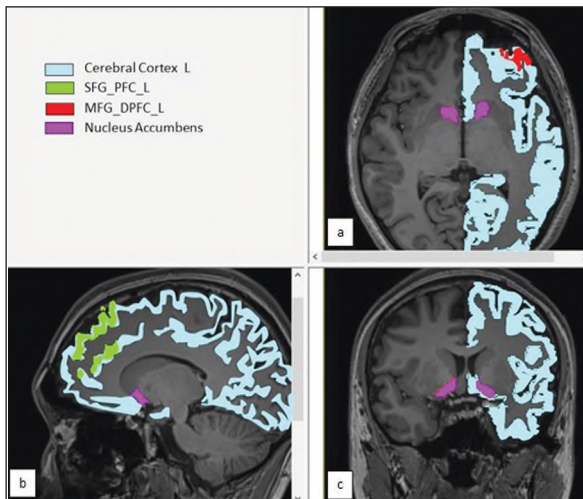 Cerebral Cortex L
SFG_PFC_L
MFG_DPFC_L
Nucleus Accumbens
a
b
c